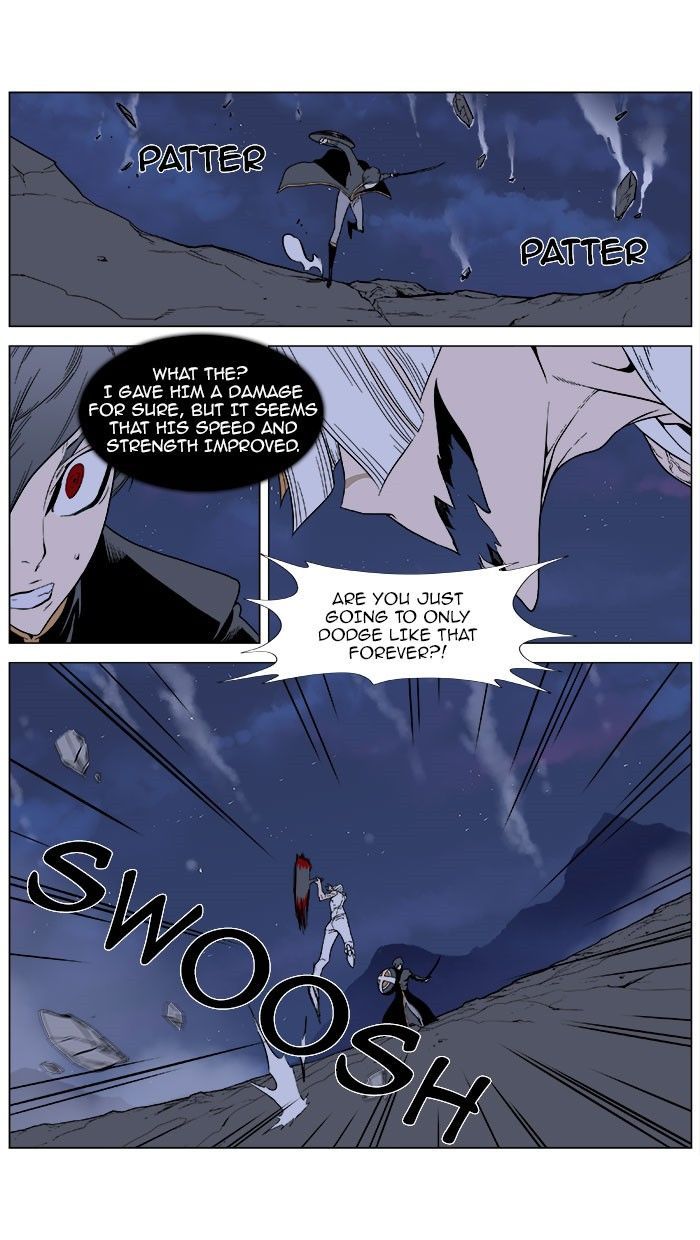 PATTER
PATTER
WHAT THE?
I GAVE HIM A DAMAGE
FOR SURE, BUT IT SEEMS
THAT HIS SPEED AND
STRENGTH IMPROVED.
ARE YOU JUST
GOING TO ONLY
DODGE LIKE THAT
FOREVER?!
SWOOSH